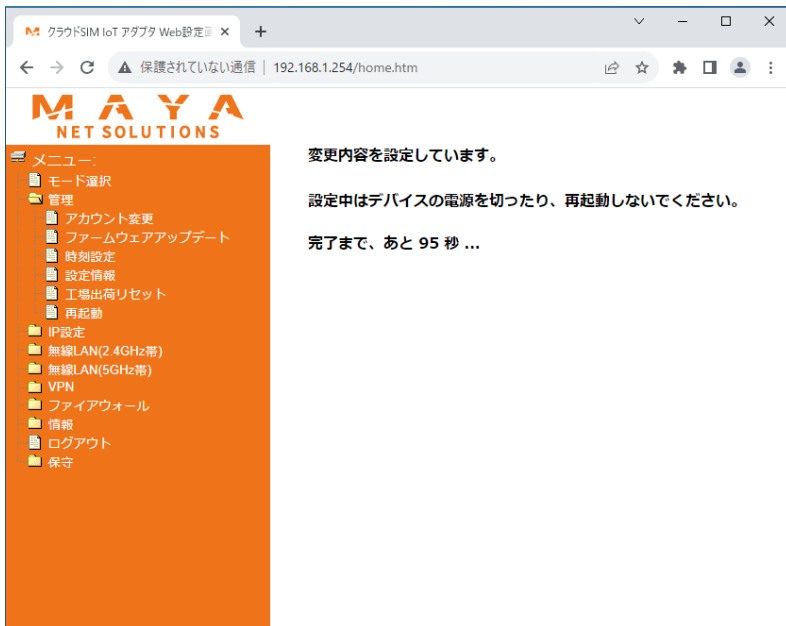 クラウドSIM IoT アダプタ Web設定
保護されていない通信 | 192.168.1.254/home.htm
MAYA
NET SOLUTIONS
メニュー:
モード選択
管理
アカウント変更
ファームウェアアップデート
時刻設定
設定情報
工場出荷リセット
再起動
IP設定
無線LAN(2.4GHz帯)
無線LAN(5GHz帯)
VPN
ファイアウォール
情報
ログアウト
保守
変更内容を設定しています。
設定中はデバイスの電源を切ったり、再起動しないでください。
完了まで、あと 95 秒 ...